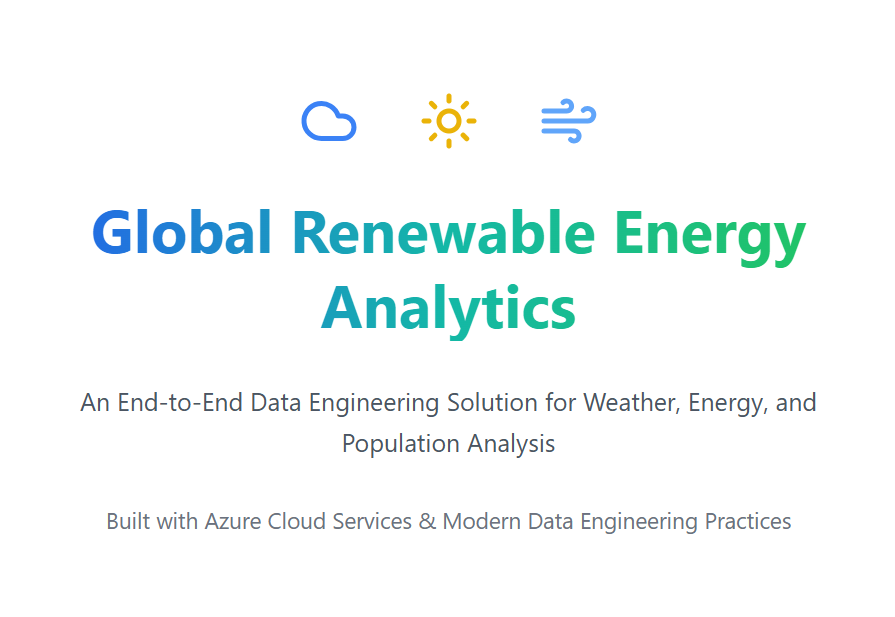 Global Renewable Energy
Analytics
An End-to-End Data Engineering Solution for Weather, Energy, and
Population Analysis
Built with Azure Cloud Services & Modern Data Engineering Practices